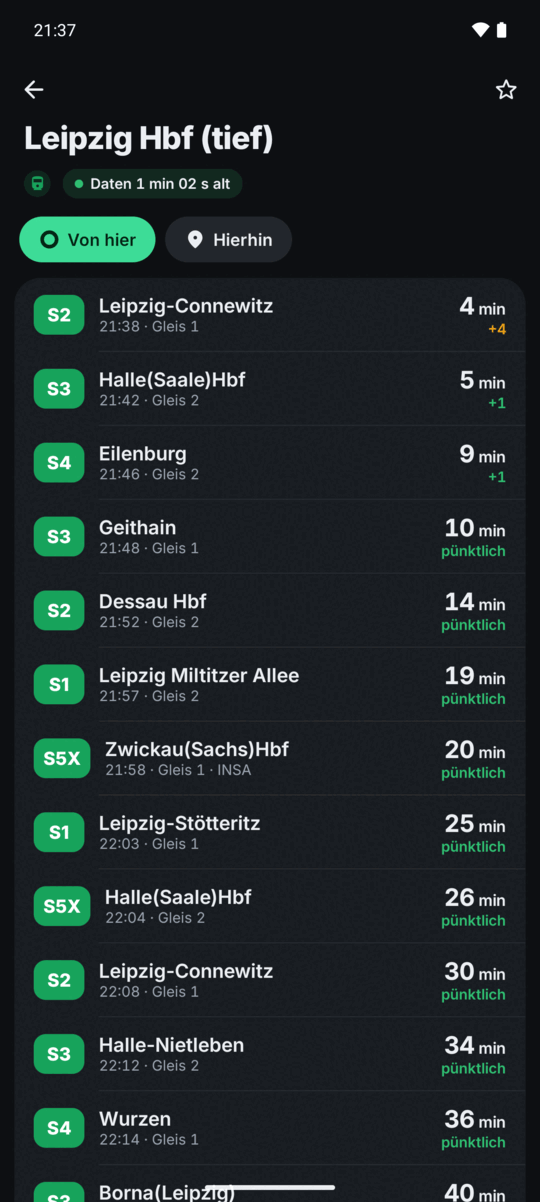 21:37
Leipzig Hbf (tief)
Daten 1 min 02 s alt
Von hier
Hierhin
S2 Leipzig-Connewitz 4 min
21:38 · Gleis 1 +4
S3 Halle(Saale)Hbf 5 min
21:42 · Gleis 2 +1
S4 Eilenburg 9 min
21:46 · Gleis 2 +1
S3 Geithain 10 min
21:48 · Gleis 1 pünktlich
S2 Dessau Hbf 14 min
21:52 · Gleis 2 pünktlich
S1 Leipzig Miltitzer Allee 19 min
21:57 · Gleis 2 pünktlich
S5X Zwickau(Sachs)Hbf 20 min
21:58 · Gleis 1 · INSA pünktlich
S1 Leipzig-Stötteritz 25 min
22:03 · Gleis 1 pünktlich
S5X Halle(Saale)Hbf 26 min
22:04 · Gleis 2 pünktlich
S2 Leipzig-Connewitz 30 min
22:08 · Gleis 1 pünktlich
S3 Halle-Nietleben 34 min
22:12 · Gleis 2 pünktlich
S4 Wurzen 36 min
22:14 · Gleis 1 pünktlich
Borna(Leipzig) 40 min